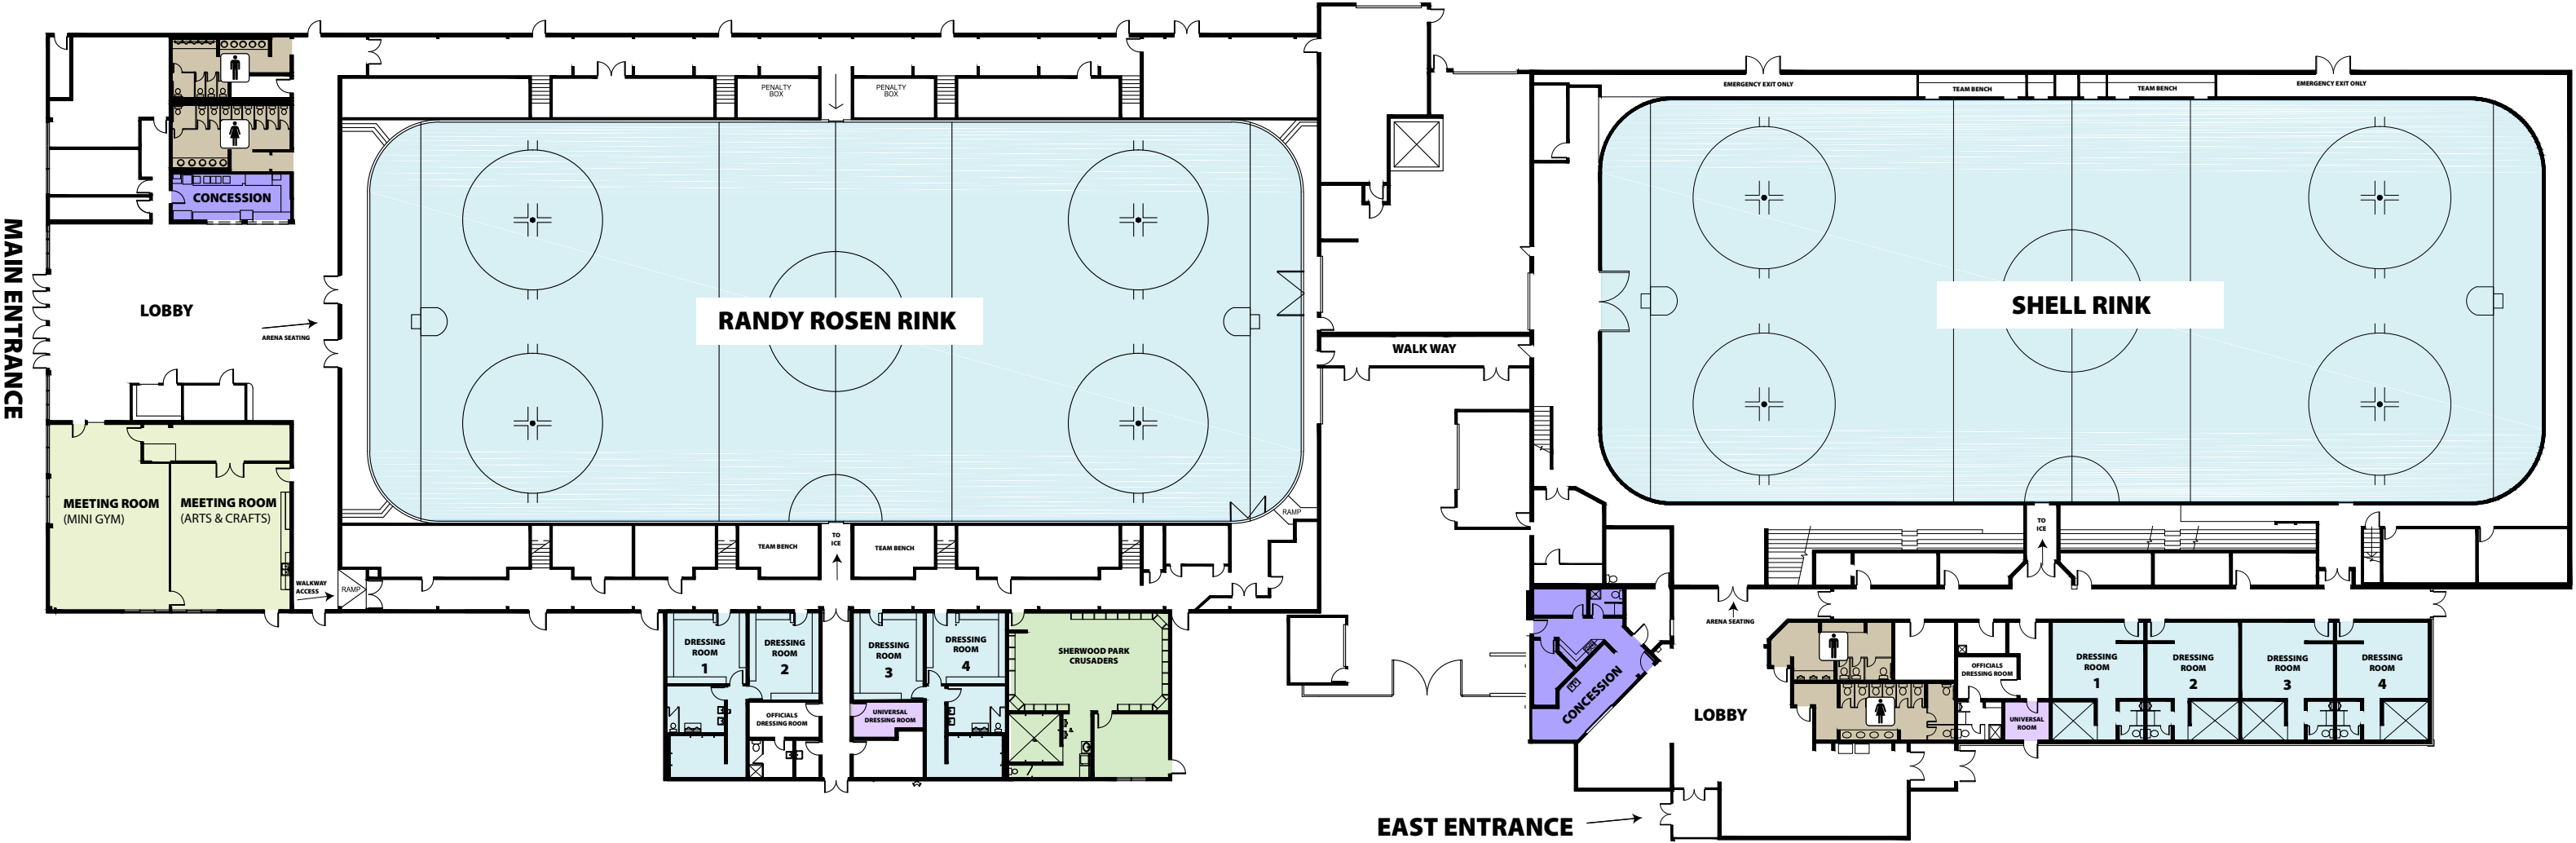 MAIN ENTRANCE
CONCESSION
LOBBY
ARENA SEATING
MEETING ROOM
(MINI GYM)
MEETING ROOM
(ARTS & CRAFTS)
WALKWAY
ACCESS
RAMP
PENALTY
BOX
PENALTY
BOX
RANDY ROSEN RINK
RAMP
TEAM BENCH
TO
ICE
TEAM BENCH
DRESSING
ROOM
1
DRESSING
ROOM
2
DRESSING
ROOM
3
DRESSING
ROOM
4
OFFICIALS
DRESSING ROOM
UNIVERSAL
DRESSING ROOM
SHERWOOD PARK
CRUSADERS
WALK WAY
EMERGENCY EXIT ONLY
TEAM BENCH
TEAM BENCH
EMERGENCY EXIT ONLY
SHELL RINK
TO
ICE
ARENA SEATING
CONCESSION
LOBBY
OFFICIALS
DRESSING ROOM
UNIVERSAL
ROOM
DRESSING
ROOM
1
DRESSING
ROOM
2
DRESSING
ROOM
3
DRESSING
ROOM
4
EAST ENTRANCE